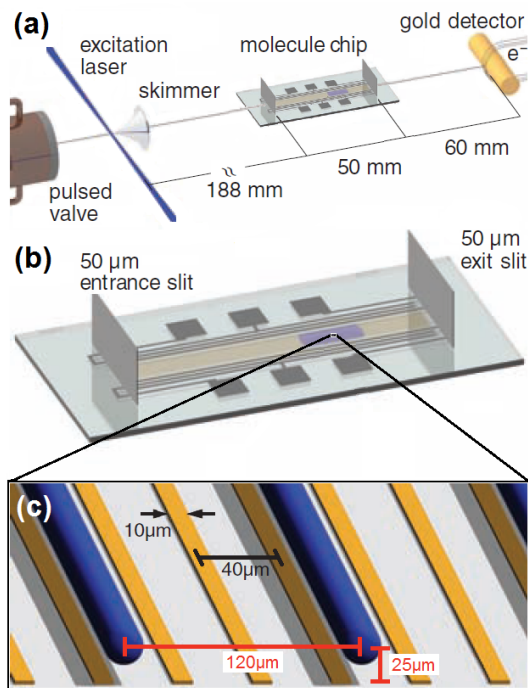 (a)
excitation
laser
skimmer
molecule chip
gold detector
e⁻
pulsed
valve
188 mm
50 mm
60 mm
(b)
50 µm
entrance slit
50 µm
exit slit
(c)
10µm
40µm
120µm
25µm